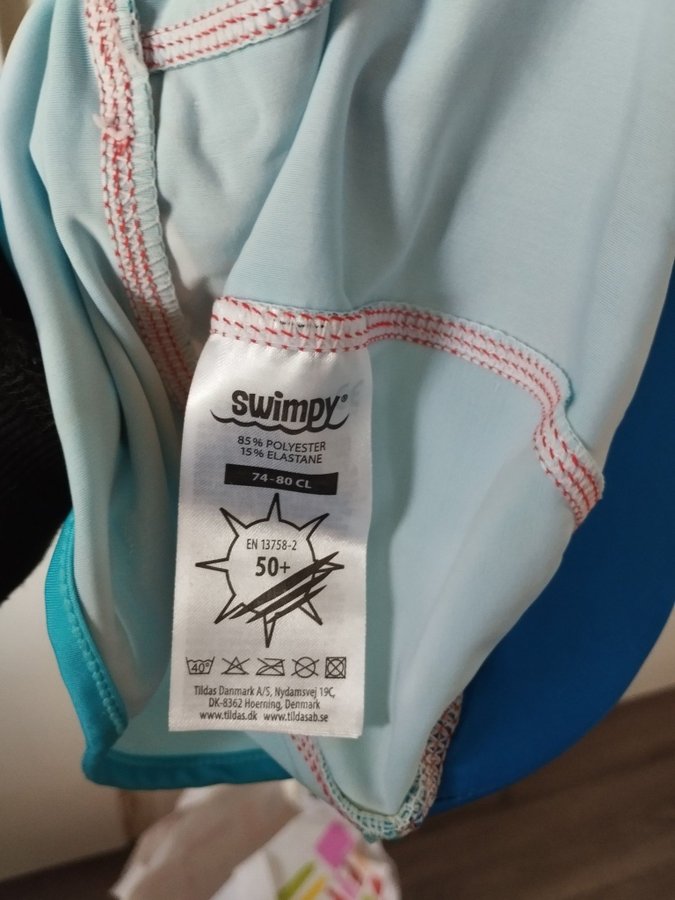 swimpy®
85% POLYESTER
15% ELASTANE
74-80 CL
EN 13758-2
50+
40°
Tildas Danmark A/S, Nydamsvej 19C,
DK-8362 Hoerning, Denmark
www.tildas.dk www.tildasab.se